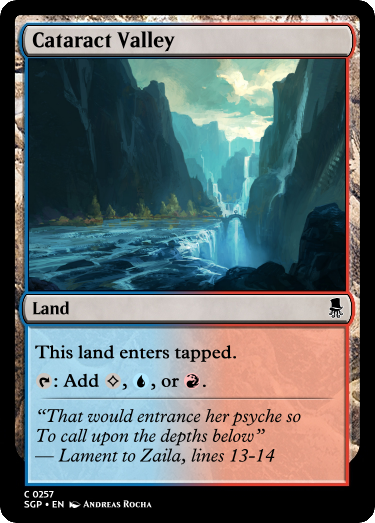 Cataract Valley
Land
This land enters tapped.
: Add , , or .
“That would entrance her psyche so
To call upon the depths below”
— Lament to Zaila, lines 13-14
C 0257
SGP • EN Andreas Rocha